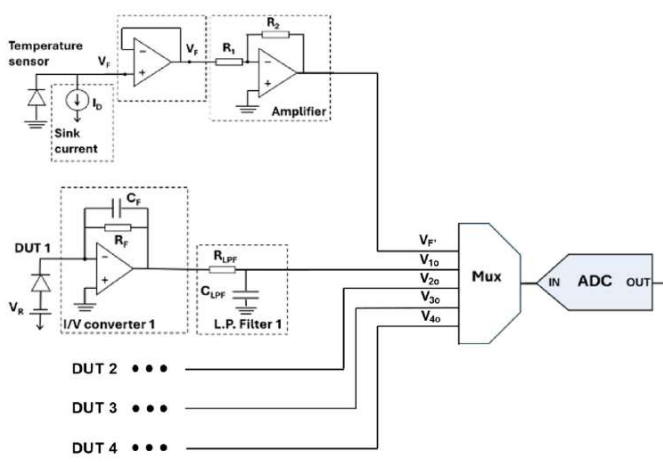 Temperature
sensor
V_F
I_D
Sink
current
V_F
R_1
R_2
Amplifier
DUT 1
V_R
C_F
R_F
I/V converter 1
R_LPF
C_LPF
L.P. Filter 1
V_F'
V_1o
V_2o
V_3o
V_4o
Mux
IN ADC OUT
DUT 2 •••
DUT 3 •••
DUT 4 •••